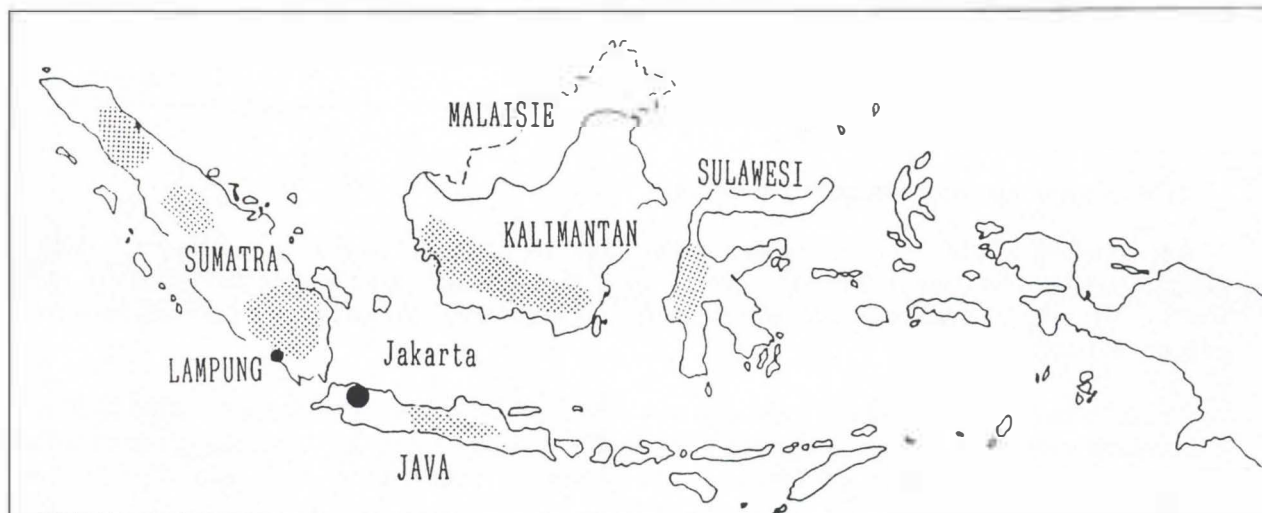 MALAISIE
SULAWESI
KALIMANTAN
SUMATRA
Jakarta
LAMPUNG
JAVA